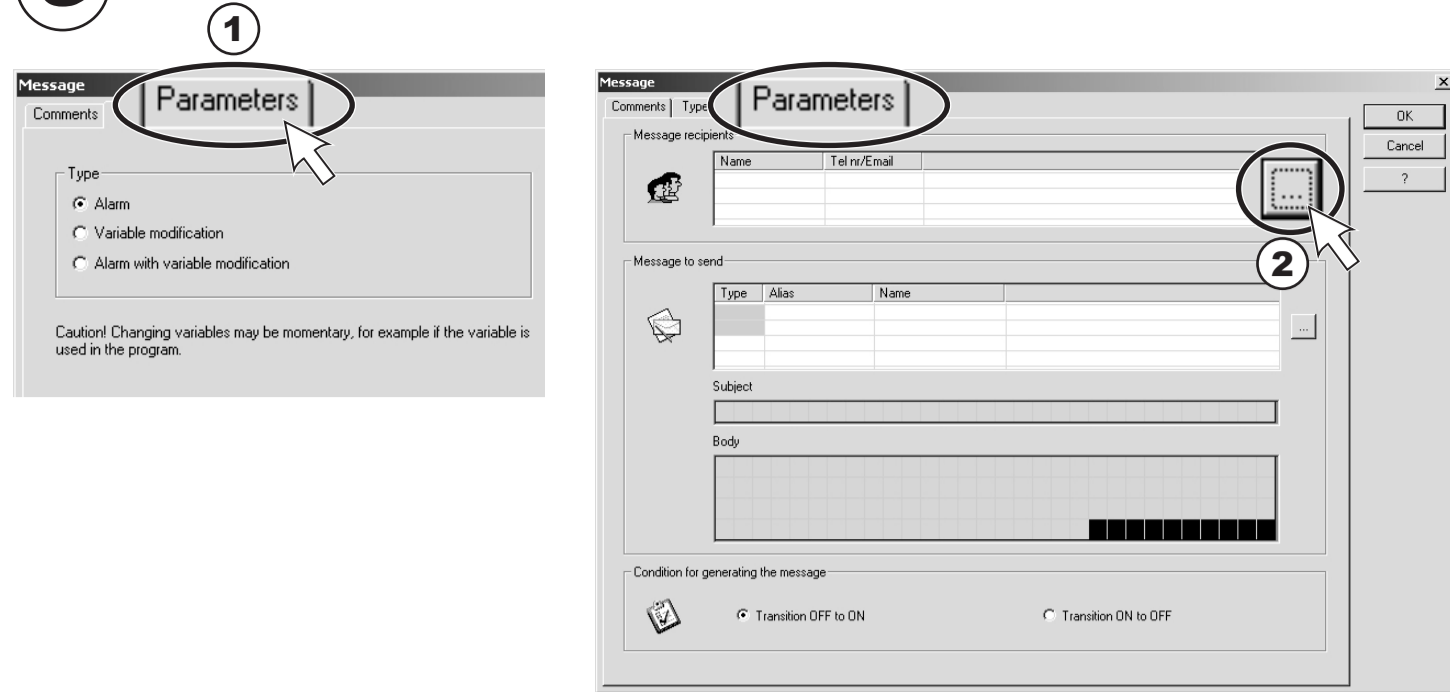 1
Message
Comments
Parameters
Type
Alarm
Variable modification
Alarm with variable modification
Caution! Changing variables may be momentary, for example if the variable is
used in the program.
Message
Comments Type Parameters
Message recipients
Name Tel nr/Email
...
2
Message to send
Type Alias Name
...
Subject
Body
Condition for generating the message
Transition OFF to ON Transition ON to OFF
OK
Cancel
?